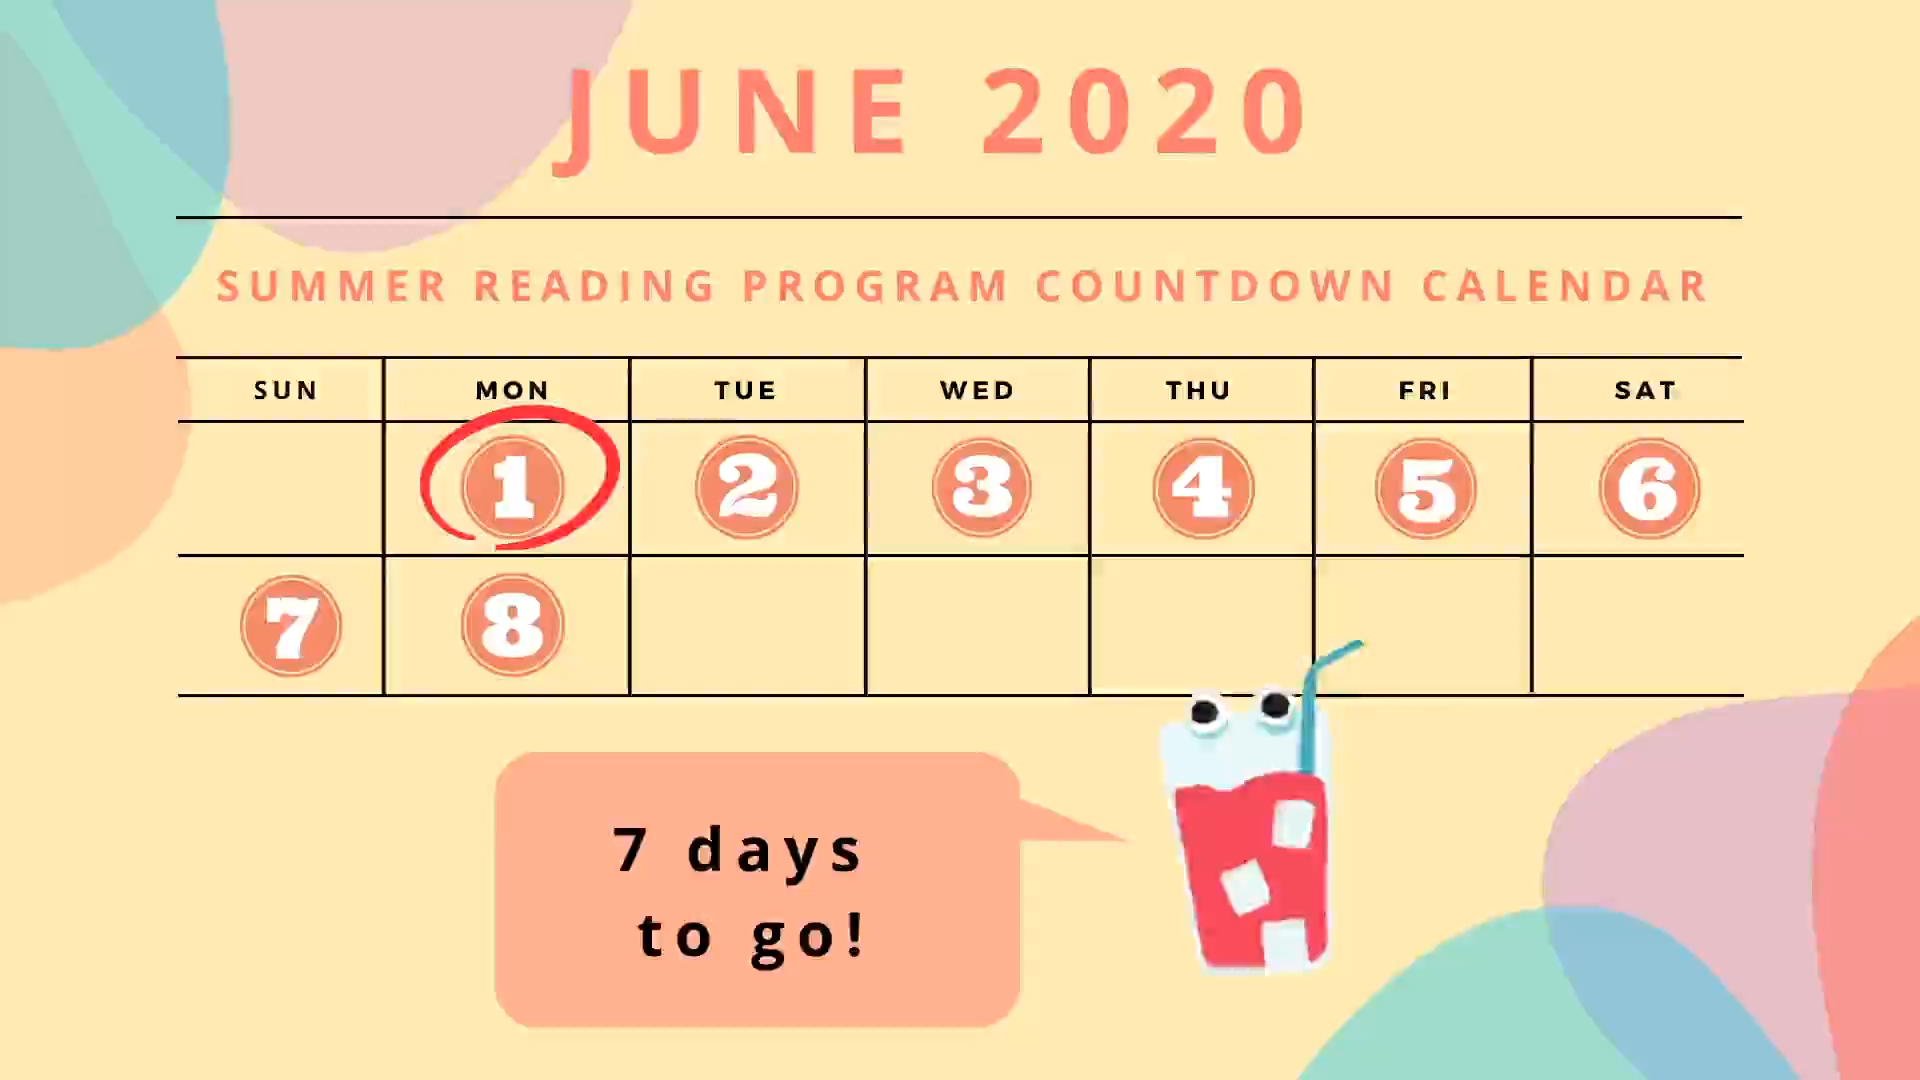 JUNE 2020
SUMMER READING PROGRAM COUNTDOWN CALENDAR
SUN MON TUE WED THU FRI SAT
1 2 3 4 5 6
7 8
7 days
to go!